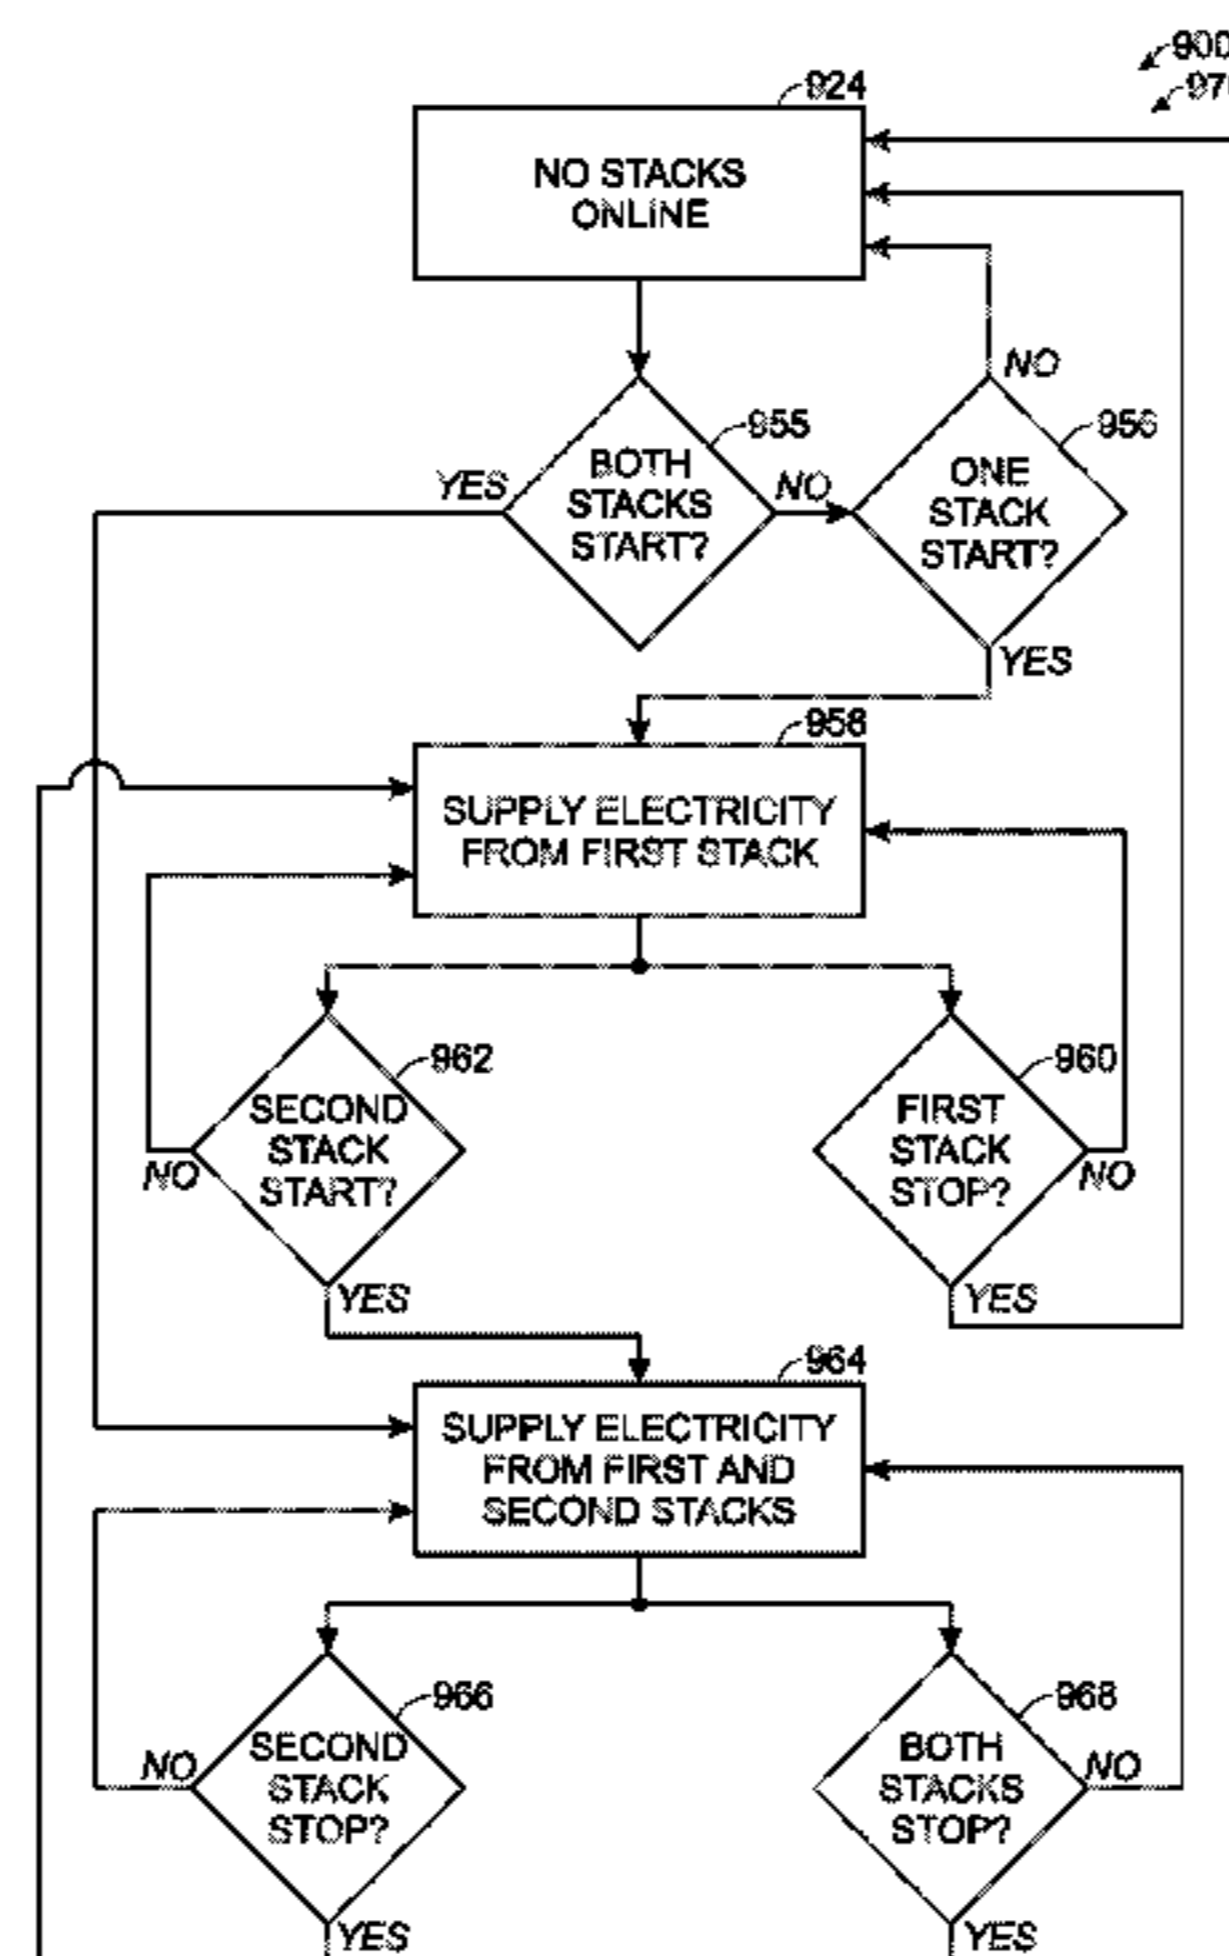 900
924
NO STACKS
ONLINE
NO
955
956
BOTH
STACKS
START?
YES
NO
ONE
STACK
START?
YES
958
SUPPLY ELECTRICITY
FROM FIRST STACK
962
960
SECOND
STACK
START?
FIRST
STACK
STOP?
NO
NO
YES
YES
964
SUPPLY ELECTRICITY
FROM FIRST AND
SECOND STACKS
966
968
SECOND
STACK
STOP?
BOTH
STACKS
STOP?
NO
NO
YES
YES